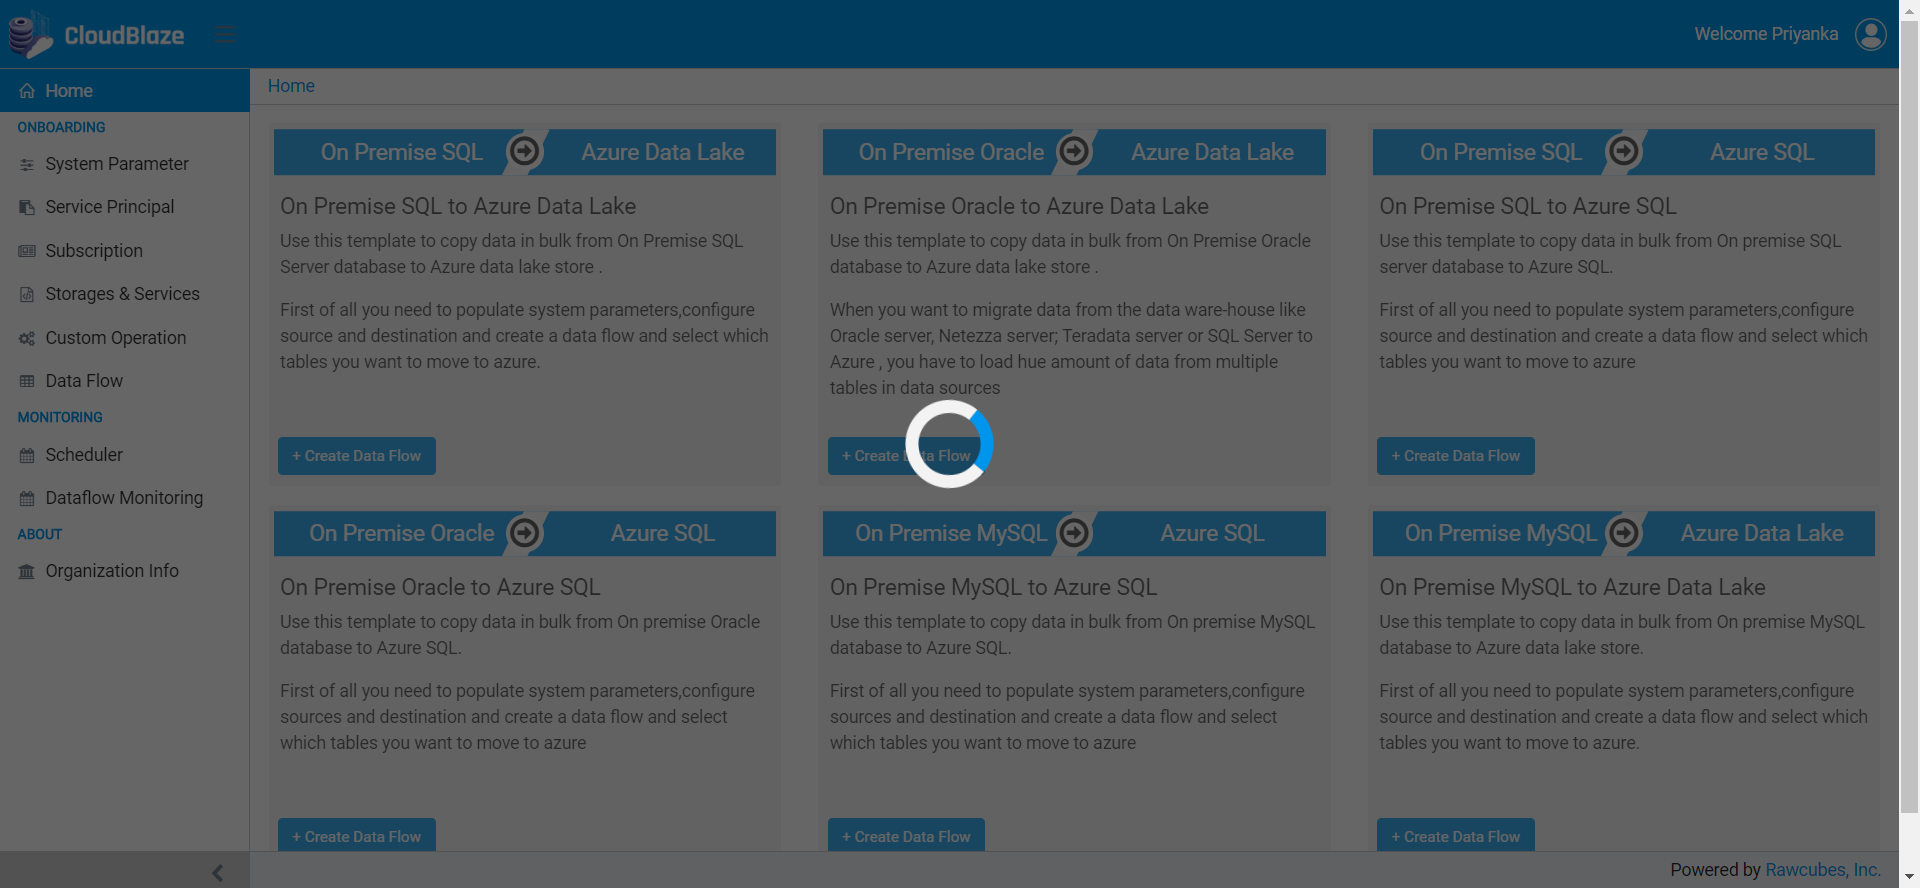 CloudBlaze
Welcome Priyanka
Home
ONBOARDING
System Parameter
Service Principal
Subscription
Storages & Services
Custom Operation
Data Flow
MONITORING
Scheduler
Dataflow Monitoring
ABOUT
Organization Info
Home
On Premise SQL
Azure Data Lake
On Premise SQL to Azure Data Lake
Use this template to copy data in bulk from On Premise SQL
Server database to Azure data lake store .
First of all you need to populate system parameters,configure
source and destination and create a data flow and select which
tables you want to move to azure.
+ Create Data Flow
On Premise Oracle
Azure Data Lake
On Premise Oracle to Azure Data Lake
Use this template to copy data in bulk from On Premise Oracle
database to Azure data lake store .
When you want to migrate data from the data ware-house like
Oracle server, Netezza server; Teradata server or SQL Server to
Azure , you have to load hue amount of data from multiple
tables in data sources
+ Create Data Flow
On Premise SQL
Azure SQL
On Premise SQL to Azure SQL
Use this template to copy data in bulk from On premise SQL
server database to Azure SQL.
First of all you need to populate system parameters,configure
source and destination and create a data flow and select which
tables you want to move to azure
+ Create Data Flow
On Premise Oracle
Azure SQL
On Premise Oracle to Azure SQL
Use this template to copy data in bulk from On premise Oracle
database to Azure SQL.
First of all you need to populate system parameters,configure
sources and destination and create a data flow and select
which tables you want to move to azure
+ Create Data Flow
On Premise MySQL
Azure SQL
On Premise MySQL to Azure SQL
Use this template to copy data in bulk from On premise MySQL
database to Azure SQL.
First of all you need to populate system parameters,configure
sources and destination and create a data flow and select
which tables you want to move to azure
+ Create Data Flow
On Premise MySQL
Azure Data Lake
On Premise MySQL to Azure Data Lake
Use this template to copy data in bulk from On premise MySQL
database to Azure data lake store.
First of all you need to populate system parameters,configure
source and destination and create a data flow and select which
tables you want to move to azure.
+ Create Data Flow
Powered by Rawcubes, Inc.